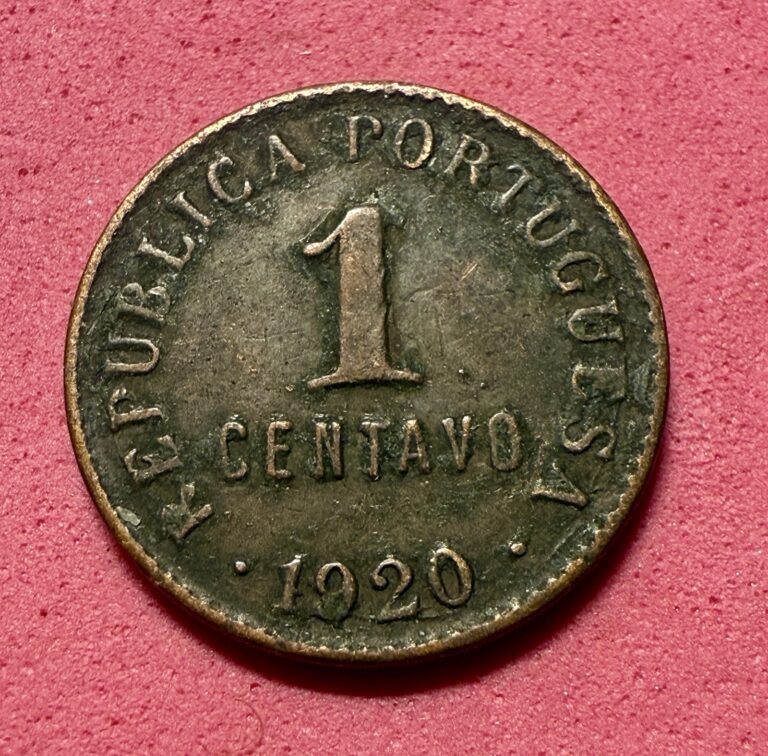 REPUBLICA PORTUGUESA
1
CENTAVO
· 1920 ·